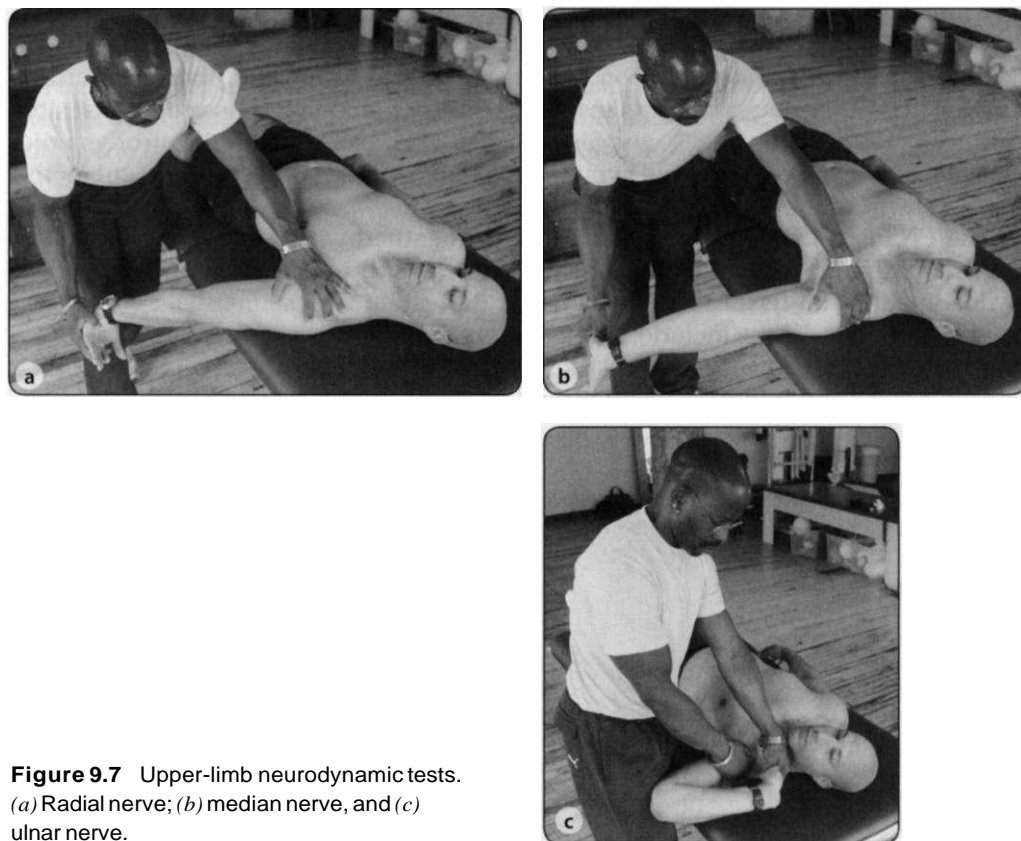 a
b
c
Figure 9.7 Upper-limb neurodynamic tests.
(a) Radial nerve; (b) median nerve, and (c)
ulnar nerve.